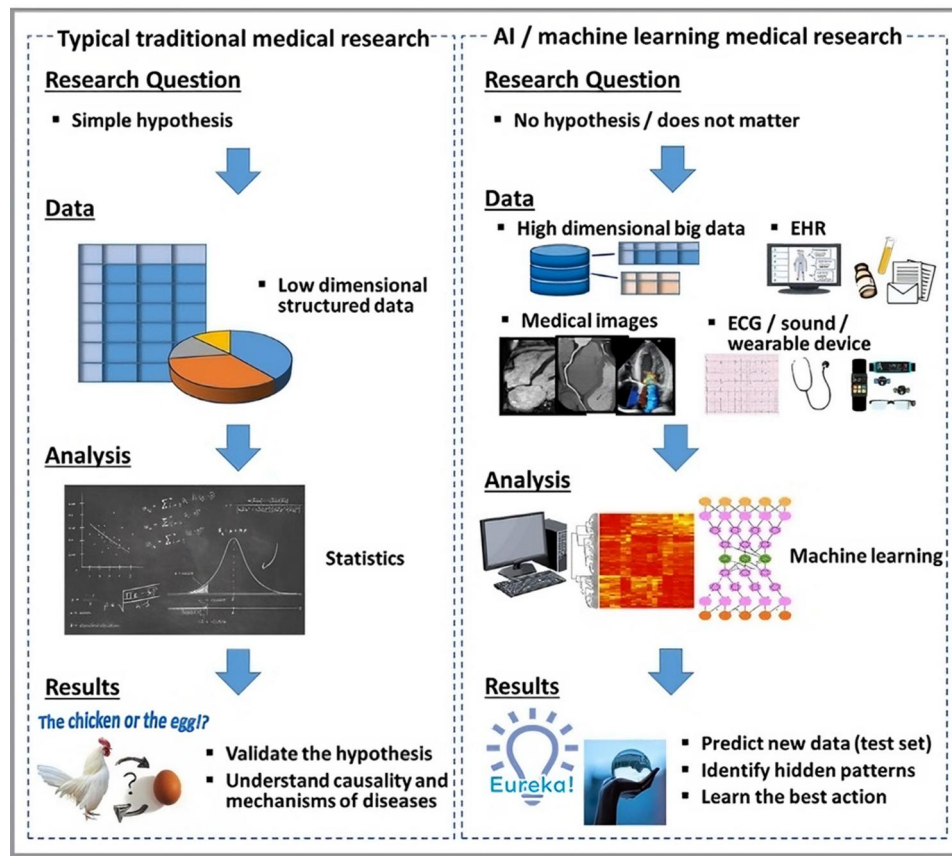 Typical traditional medical research
Research Question
▪ Simple hypothesis
Data
▪ Low dimensional
structured data
Analysis
Statistics
Results
The chicken or the egg!?
?
▪ Validate the hypothesis
▪ Understand causality and
mechanisms of diseases
AI / machine learning medical research
Research Question
▪ No hypothesis / does not matter
Data
▪ High dimensional big data
▪ EHR
▪ Medical images
▪ ECG / sound /
wearable device
Analysis
Machine learning
Results
Eureka!
▪ Predict new data (test set)
▪ Identify hidden patterns
▪ Learn the best action